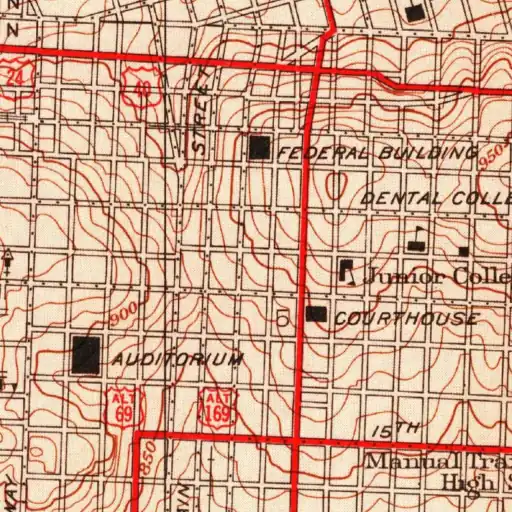 N
N
24
40
STREET
FEDERAL BUILDING
950
DENTAL COLLE
Junior Colle
900
COURTHOUSE
AUDITORIUM
ALT
69
ALT
169
15TH
850
Manual Tra
High S